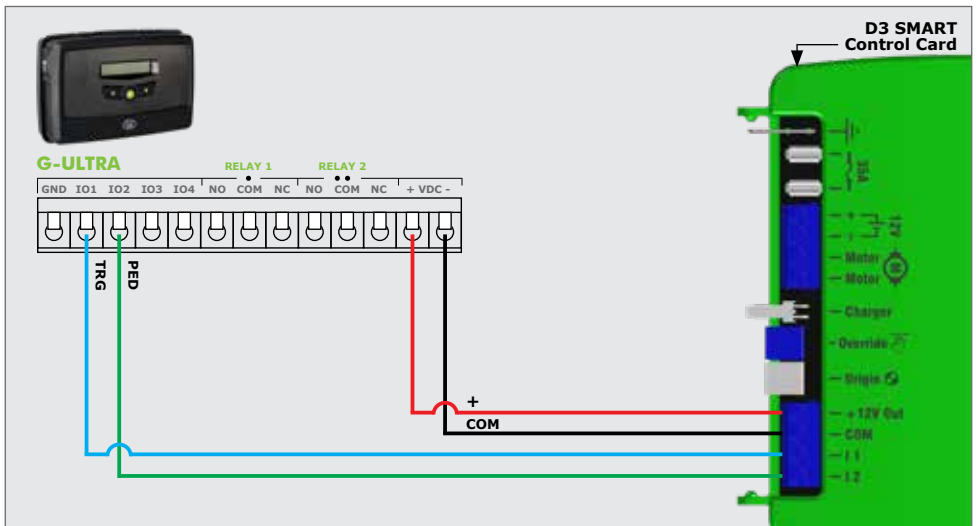 D3 SMART
Control Card
G-ULTRA
RELAY 1
RELAY 2
GND IO1 IO2 IO3 IO4 NO COM NC NO COM NC + VDC -
TRG
PED
+
COM
35A
+
-
12V
Motor
Motor
M
Charger
Override
Origin
+ 12V Out
COM
I 1
I 2